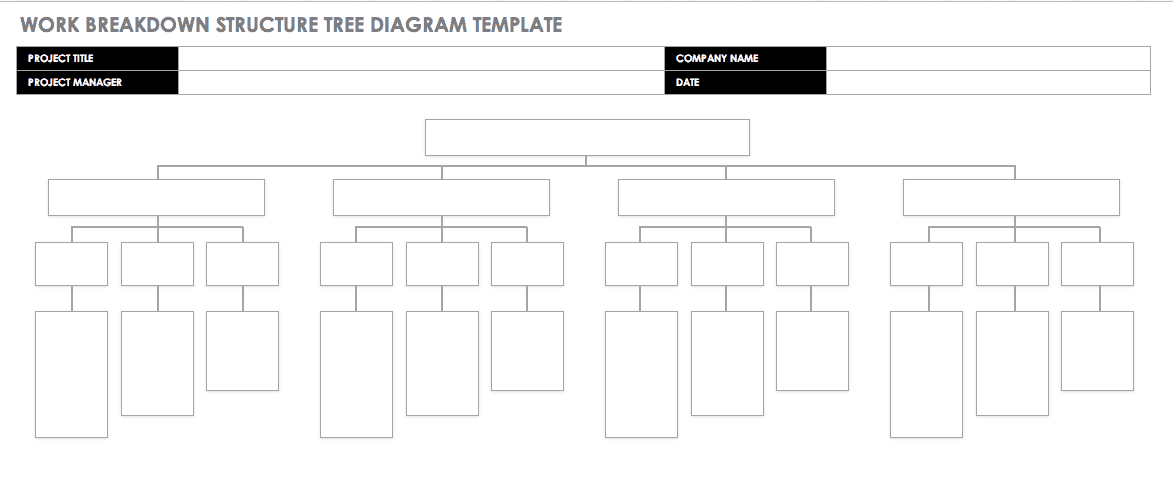 WORK BREAKDOWN STRUCTURE TREE DIAGRAM TEMPLATE
PROJECT TITLE
COMPANY NAME
PROJECT MANAGER
DATE